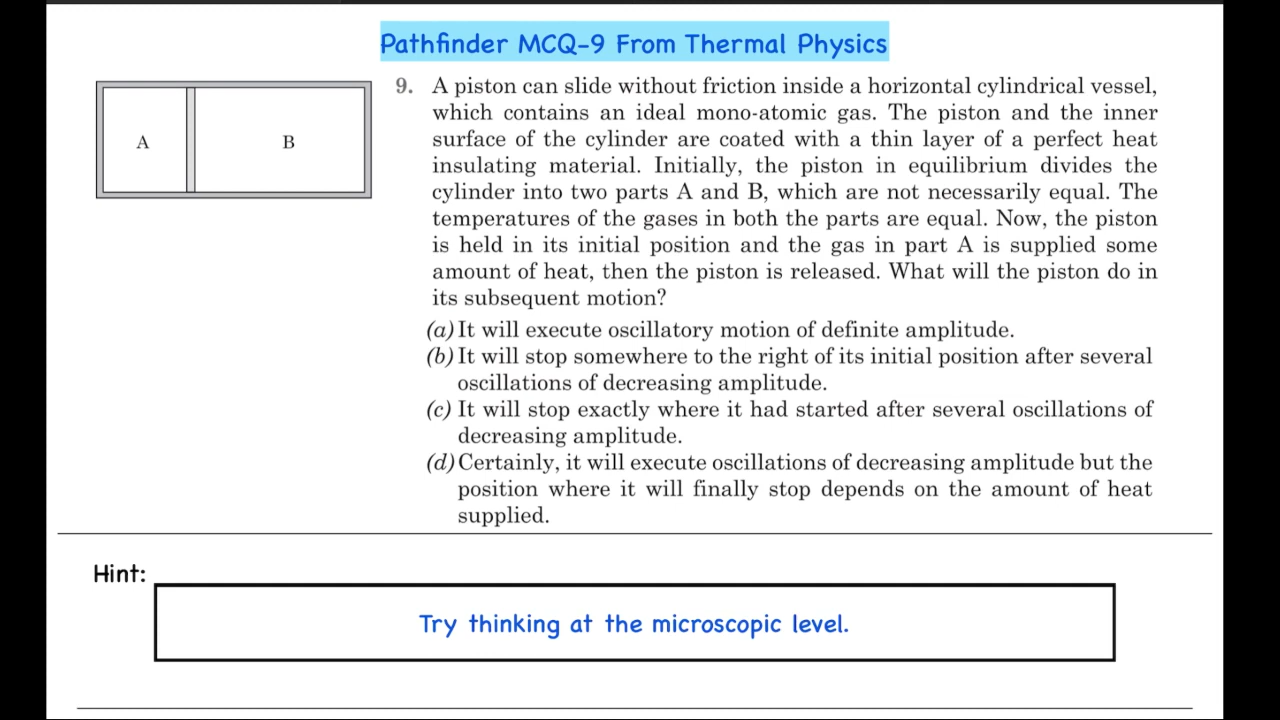 Pathfinder MCQ-9 From Thermal Physics
A
B
9. A piston can slide without friction inside a horizontal cylindrical vessel,
which contains an ideal mono-atomic gas. The piston and the inner
surface of the cylinder are coated with a thin layer of a perfect heat
insulating material. Initially, the piston in equilibrium divides the
cylinder into two parts A and B, which are not necessarily equal. The
temperatures of the gases in both the parts are equal. Now, the piston
is held in its initial position and the gas in part A is supplied some
amount of heat, then the piston is released. What will the piston do in
its subsequent motion?
(a) It will execute oscillatory motion of definite amplitude.
(b) It will stop somewhere to the right of its initial position after several
oscillations of decreasing amplitude.
(c) It will stop exactly where it had started after several oscillations of
decreasing amplitude.
(d) Certainly, it will execute oscillations of decreasing amplitude but the
position where it will finally stop depends on the amount of heat
supplied.
Hint:
Try thinking at the microscopic level.